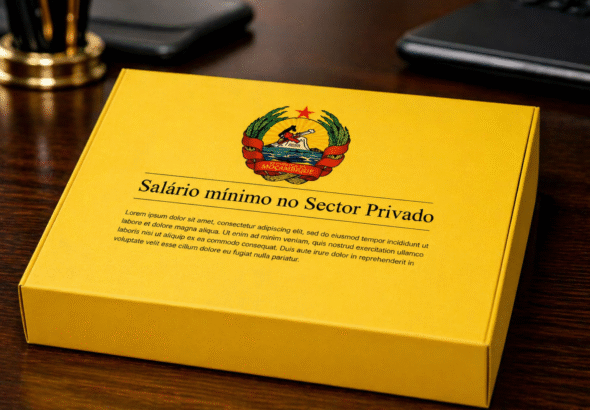 MOÇAMBIQUE
Salário mínimo no Sector Privado
Lorem ipsum dolor sit amet, consectetur adipiscing elit, sed do eiusmod tempor incididunt ut
labore et dolore magna aliqua. Ut enim ad minim veniam, quis nostrud exercitation ullamco
laboris nisi ut aliquip ex ea commodo consequat. Duis aute irure dolor in reprehenderit in
voluptate velit esse cillum dolore eu fugiat nulla pariatur.